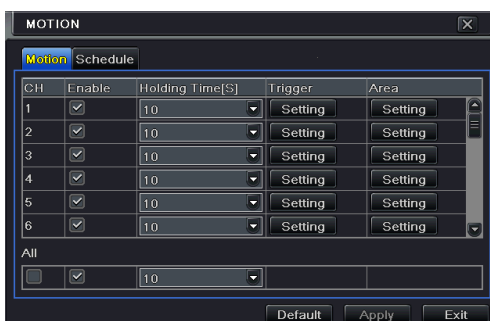 MOTION
Motion Schedule
CH Enable Holding Time[S] Trigger Area
1 10 Setting Setting
2 10 Setting Setting
3 10 Setting Setting
4 10 Setting Setting
5 10 Setting Setting
6 10 Setting Setting
All
10
Default Apply Exit